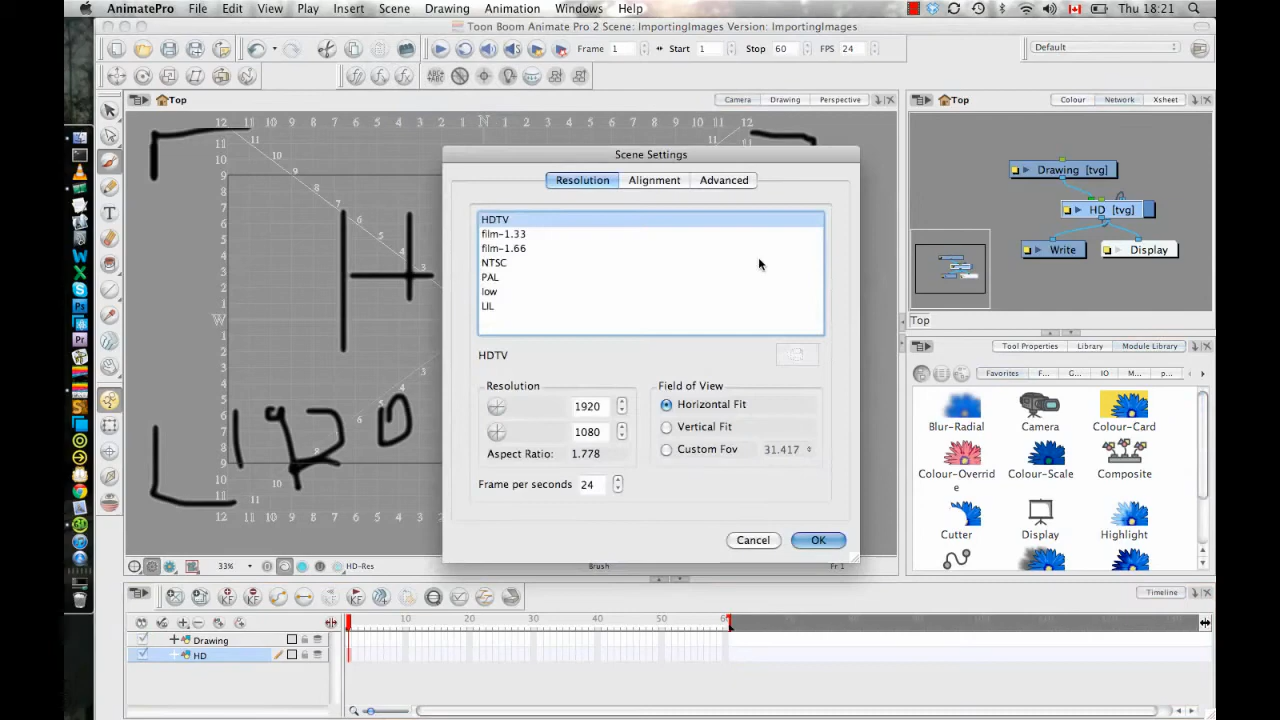 AnimatePro File Edit View Play Insert Scene Drawing Animation Windows Help Thu 18:21
Toon Boom Animate Pro 2 Scene: ImportingImages Version: ImportingImages
Frame 1 Start 1 Stop 60 FPS 24 Default
Top Camera Drawing Perspective
Top Colour Network Xsheet
Scene Settings
Resolution Alignment Advanced
HDTV
film-1.33
film-1.66
NTSC
PAL
low
LIL
HDTV
Resolution
1920
1080
Aspect Ratio: 1.778
Frame per seconds 24
Field of View
Horizontal Fit
Vertical Fit
Custom Fov 31.417
Cancel OK
Drawing [tvg]
HD [tvg]
Write Display
Top
Tool Properties Library Module Library
Favorites F... G... IO M... p...
Blur-Radial Camera Colour-Card
Colour-Overrid
e Colour-Scale Composite
Cutter Display Highlight
H
1920
33% HD-Res Brush Fr 1
Timeline
10 20 30 40 50
Drawing
HD